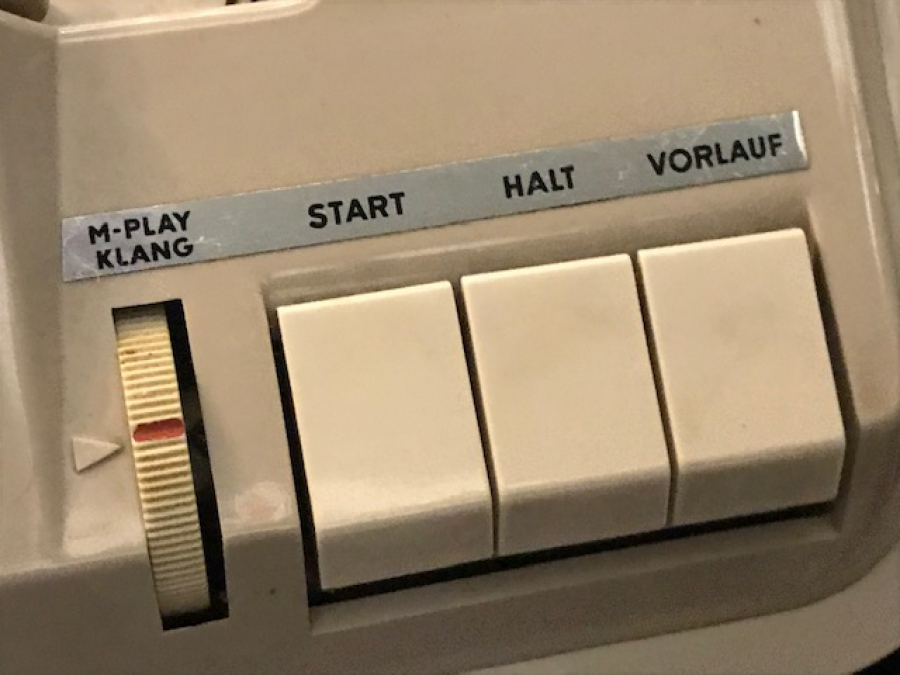 M-PLAY
KLANG
START
HALT
VORLAUF